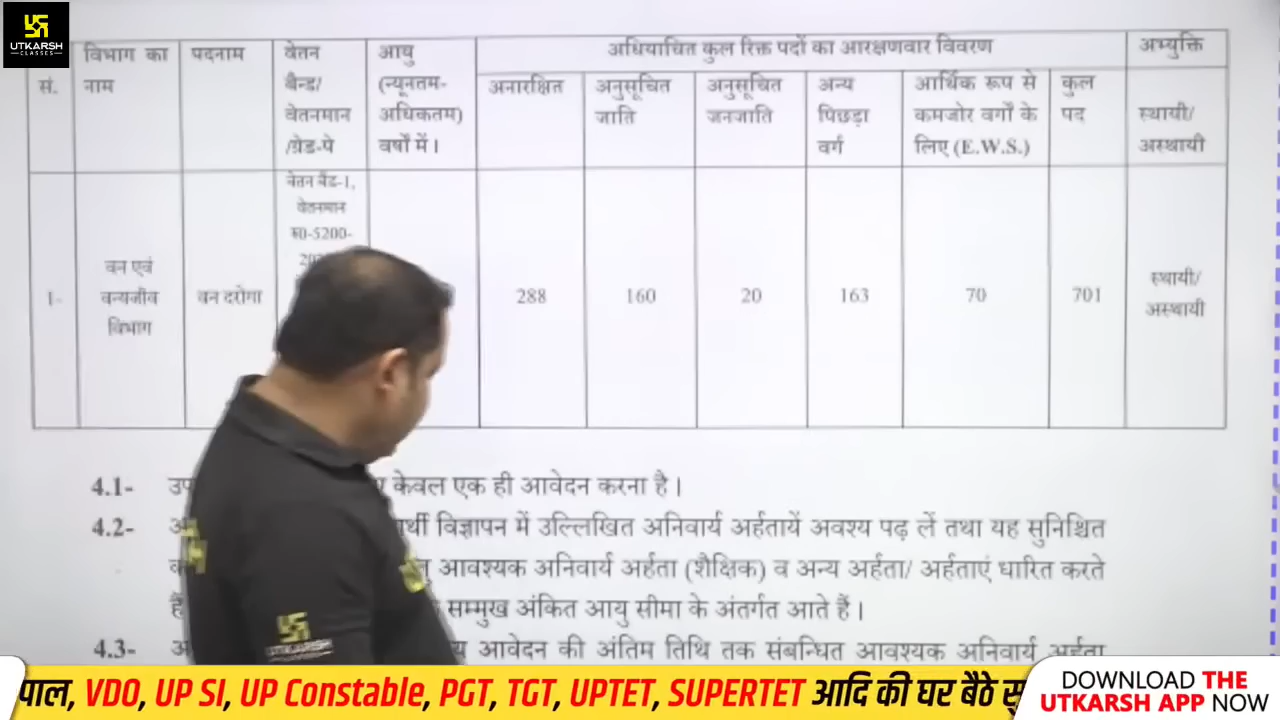 UTKARSH
CLASSES
सं.
विभाग का
नाम
पदनाम
वेतन
बैन्ड/
वेतनमान
/ग्रेड-पे
आयु
(न्यूनतम-
अधिकतम)
वर्षों में।
अधियाचित कुल रिक्त पदों का आरक्षणवार विवरण
अनारक्षित
अनुसूचित
जाति
अनुसूचित
जनजाति
अन्य
पिछड़ा
वर्ग
आर्थिक रूप से
कमजोर वर्गों के
लिए (E.W.S.)
कुल
पद
अभ्युक्ति
स्थायी/
अस्थायी
1-
वन एवं
वन्यजीव
विभाग
वन दरोगा
वेतन बैंड-1,
वेतनमान
रू0-5200-
288
160
20
163
70
701
स्थायी/
अस्थायी
4.1- केवल एक ही आवेदन करना है।
4.2- विज्ञापन में उल्लिखित अनिवार्य अर्हतायें अवश्य पढ़ लें तथा यह सुनिश्चित
आवश्यक अनिवार्य अर्हता (शैक्षिक) व अन्य अर्हता/ अर्हताएं धारित करते
हैं सम्मुख अंकित आयु सीमा के अंतर्गत आते हैं।
4.3- आवेदन की अंतिम तिथि तक संबन्धित आवश्यक अनिवार्य अर्हता
UTKARSH
पाल, VDO, UP SI, UP Constable, PGT, TGT, UPTET, SUPERTET आदि की घर बैठे
DOWNLOAD THE
UTKARSH APP NOW